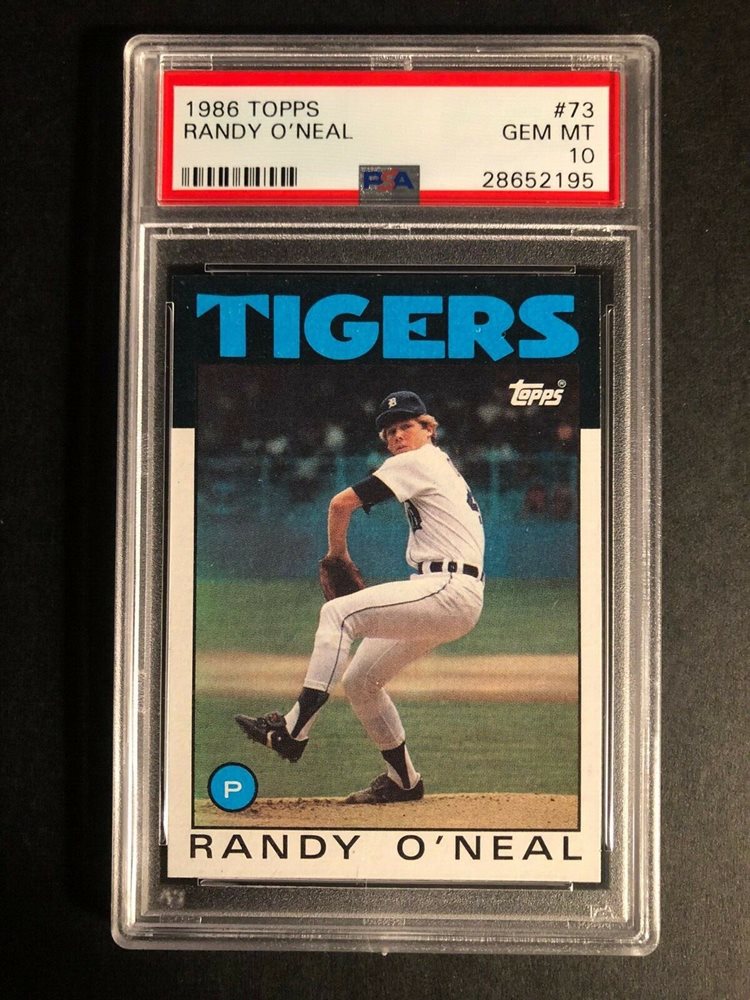 1986 TOPPS #73
RANDY O'NEAL GEM MT
10
PSA 28652195
TIGERS
topps®
P
RANDY O'NEAL